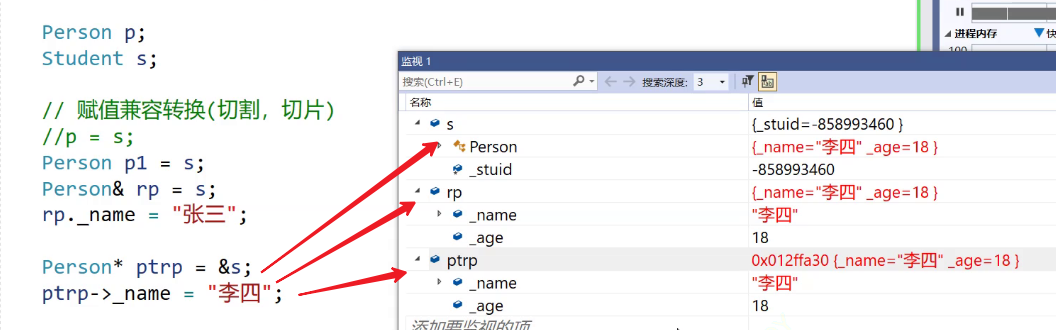 Person p;
Student s;
// 赋值兼容转换(切割，切片)
//p = s;
Person p1 = s;
Person& rp = s;
rp._name = "张三";
Person* ptrp = &s;
ptrp->_name = "李四";
进程内存
100
监视 1
搜索(Ctrl+E)
搜索深度: 3
名称 值
s {_stuid=-858993460 }
Person {_name="李四" _age=18 }
_stuid -858993460
rp {_name="李四" _age=18 }
_name "李四"
_age 18
ptrp 0x012ffa30 {_name="李四" _age=18 }
_name "李四"
_age 18
添加要监视的项